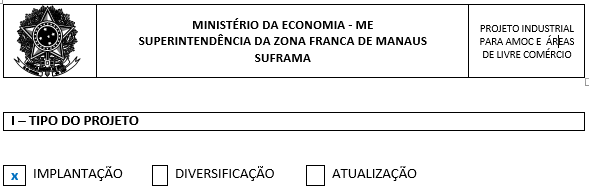 MINISTÉRIO DA ECONOMIA - ME
SUPERINTENDÊNCIA DA ZONA FRANCA DE MANAUS
SUFRAMA
PROJETO INDUSTRIAL
PARA AMOC E ÁREAS
DE LIVRE COMÉRCIO
I – TIPO DO PROJETO
x IMPLANTAÇÃO DIVERSIFICAÇÃO ATUALIZAÇÃO